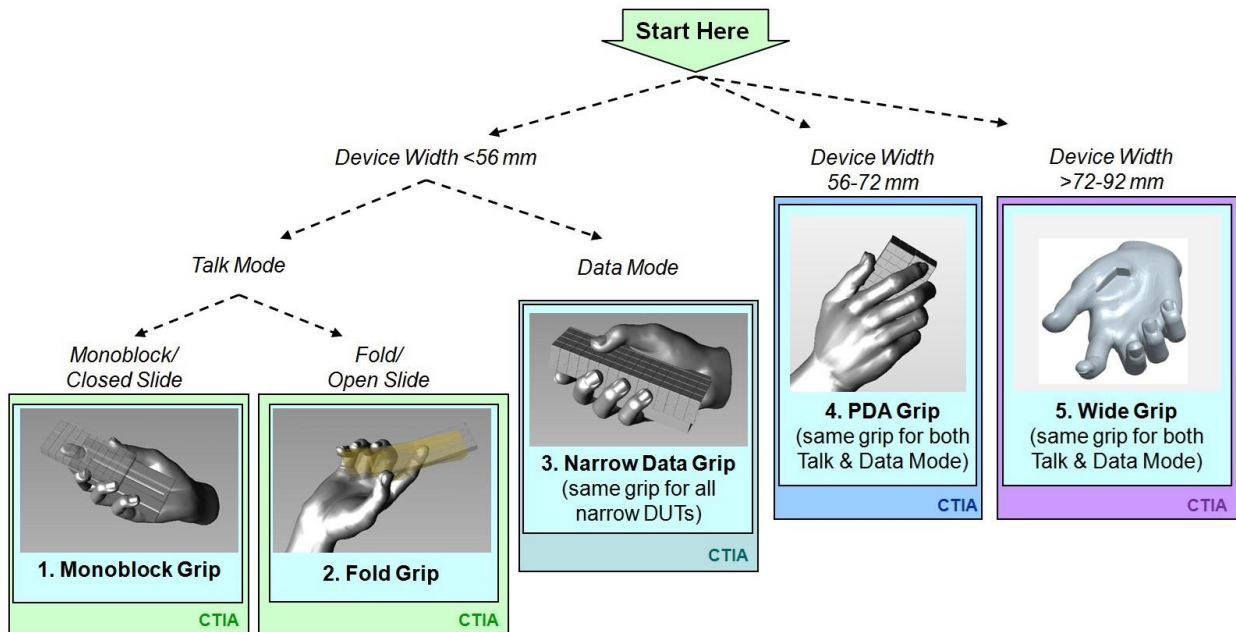 Start Here
Device Width <56 mm
Device Width
56-72 mm
Device Width
>72-92 mm
Talk Mode
Data Mode
Monoblock/
Closed Slide
Fold/
Open Slide
1. Monoblock Grip
CTIA
2. Fold Grip
CTIA
3. Narrow Data Grip
(same grip for all
narrow DUTs)
CTIA
4. PDA Grip
(same grip for both
Talk & Data Mode)
CTIA
5. Wide Grip
(same grip for both
Talk & Data Mode)
CTIA